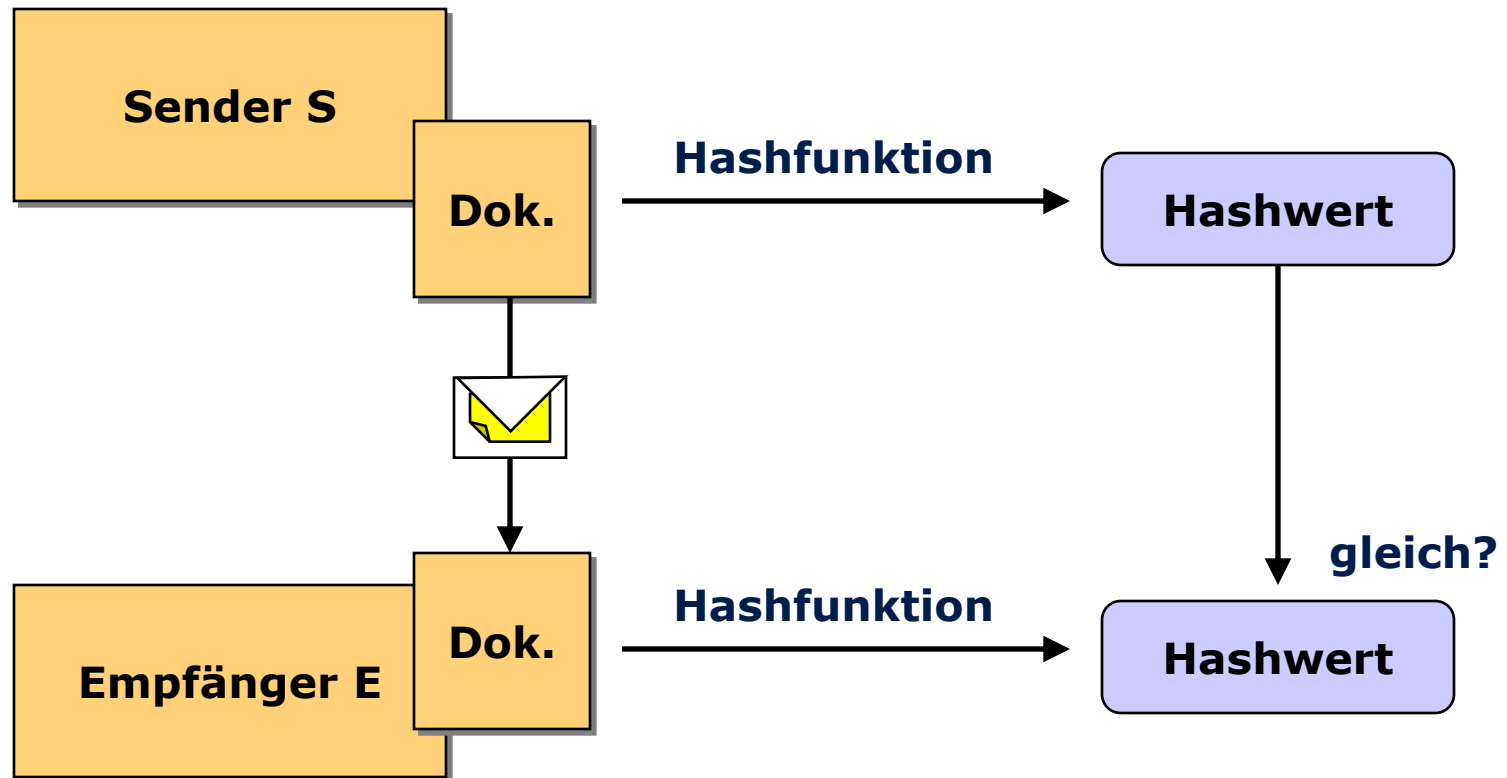 Sender S
Dok.
Hashfunktion
Hashwert
gleich?
Empfänger E
Dok.
Hashfunktion
Hashwert